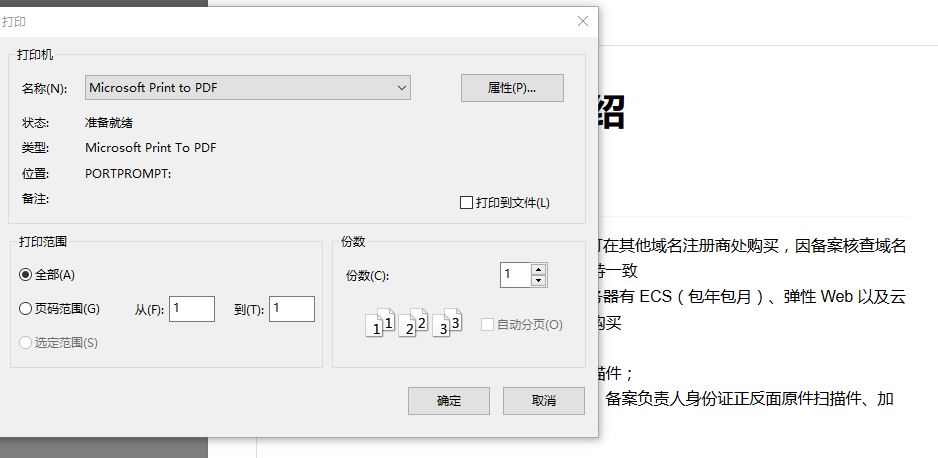 打印
打印机
名称(N):
Microsoft Print to PDF
属性(P)...
状态:
准备就绪
类型:
Microsoft Print To PDF
位置:
PORTPROMPT:
备注:
打印到文件(L)
打印范围
全部(A)
页码范围(G)
从(F):
1
到(T):
1
选定范围(S)
份数
份数(C):
1
1 1 2 2 3 3
自动分页(O)
确定
取消
绍
在其他域名注册商处购买，因备案核查域名
一致
器有 ECS（包年包月）、弹性 Web 以及云
购买
描件；
备案负责人身份证正反面原件扫描件、加